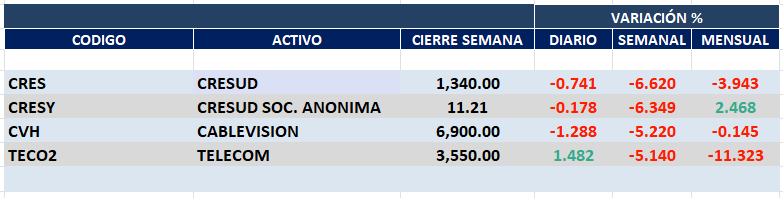 VARIACIÓN %
CODIGO ACTIVO CIERRE SEMANA DIARIO SEMANAL MENSUAL
CRES CRESUD 1,340.00 -0.741 -6.620 -3.943
CRESY CRESUD SOC. ANONIMA 11.21 -0.178 -6.349 2.468
CVH CABLEVISION 6,900.00 -1.288 -5.220 -0.145
TECO2 TELECOM 3,550.00 1.482 -5.140 -11.323